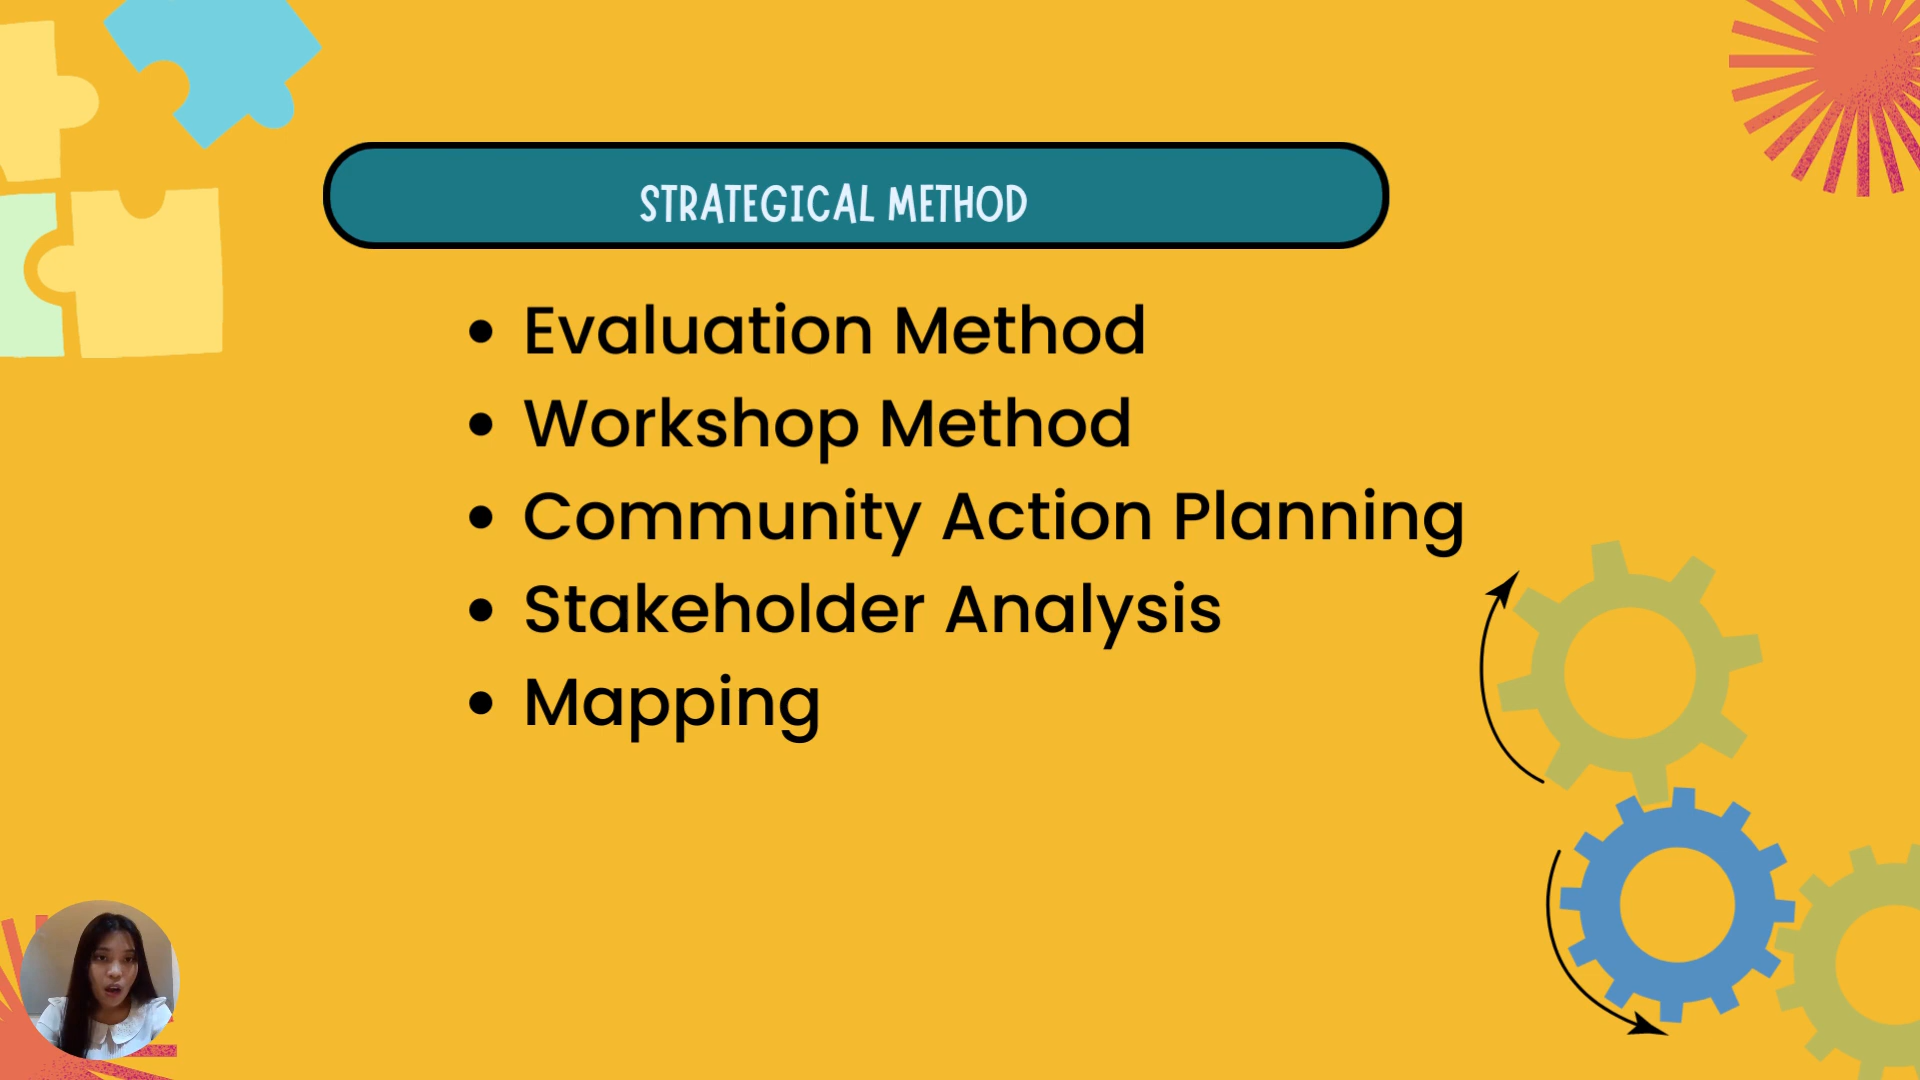 STRATEGICAL METHOD
• Evaluation Method
• Workshop Method
• Community Action Planning
• Stakeholder Analysis
• Mapping